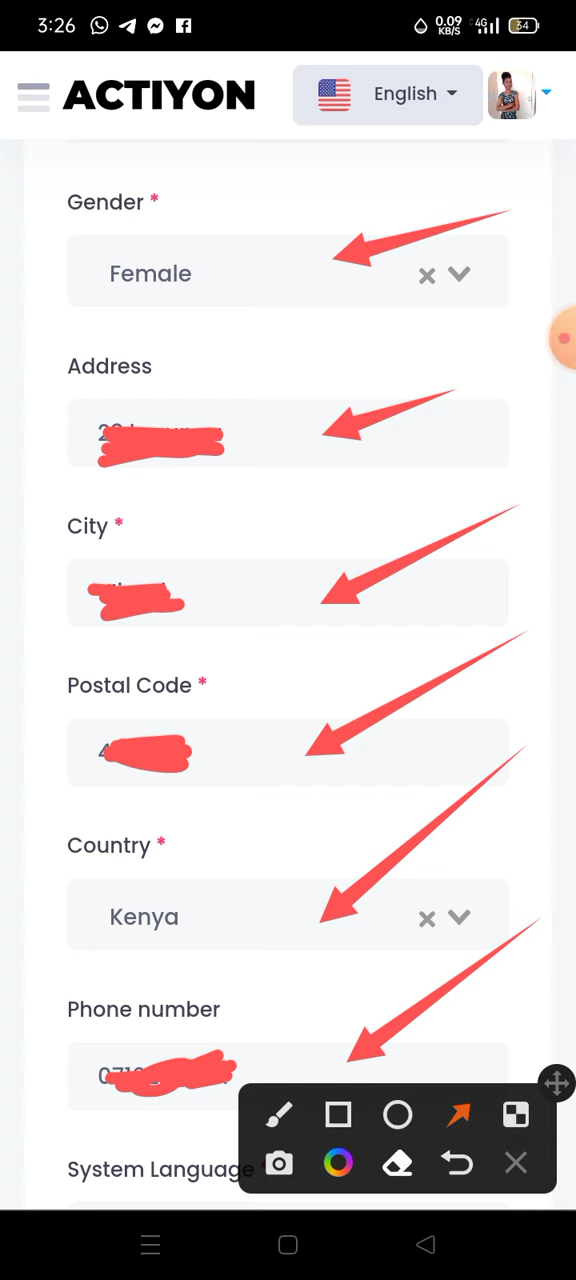 3:26
0.09
KB/S
4G
34
ACTIYON
English
Gender *
Female
Address
City *
Postal Code *
Country *
Kenya
Phone number
System Language